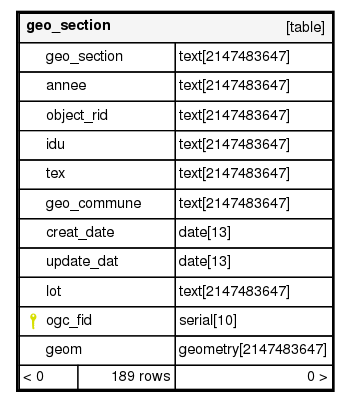 geo_section [table]
geo_section text[2147483647]
annee text[2147483647]
object_rid text[2147483647]
idu text[2147483647]
tex text[2147483647]
geo_commune text[2147483647]
creat_date date[13]
update_dat date[13]
lot text[2147483647]
ogc_fid serial[10]
geom geometry[2147483647]
< 0 189 rows 0 >